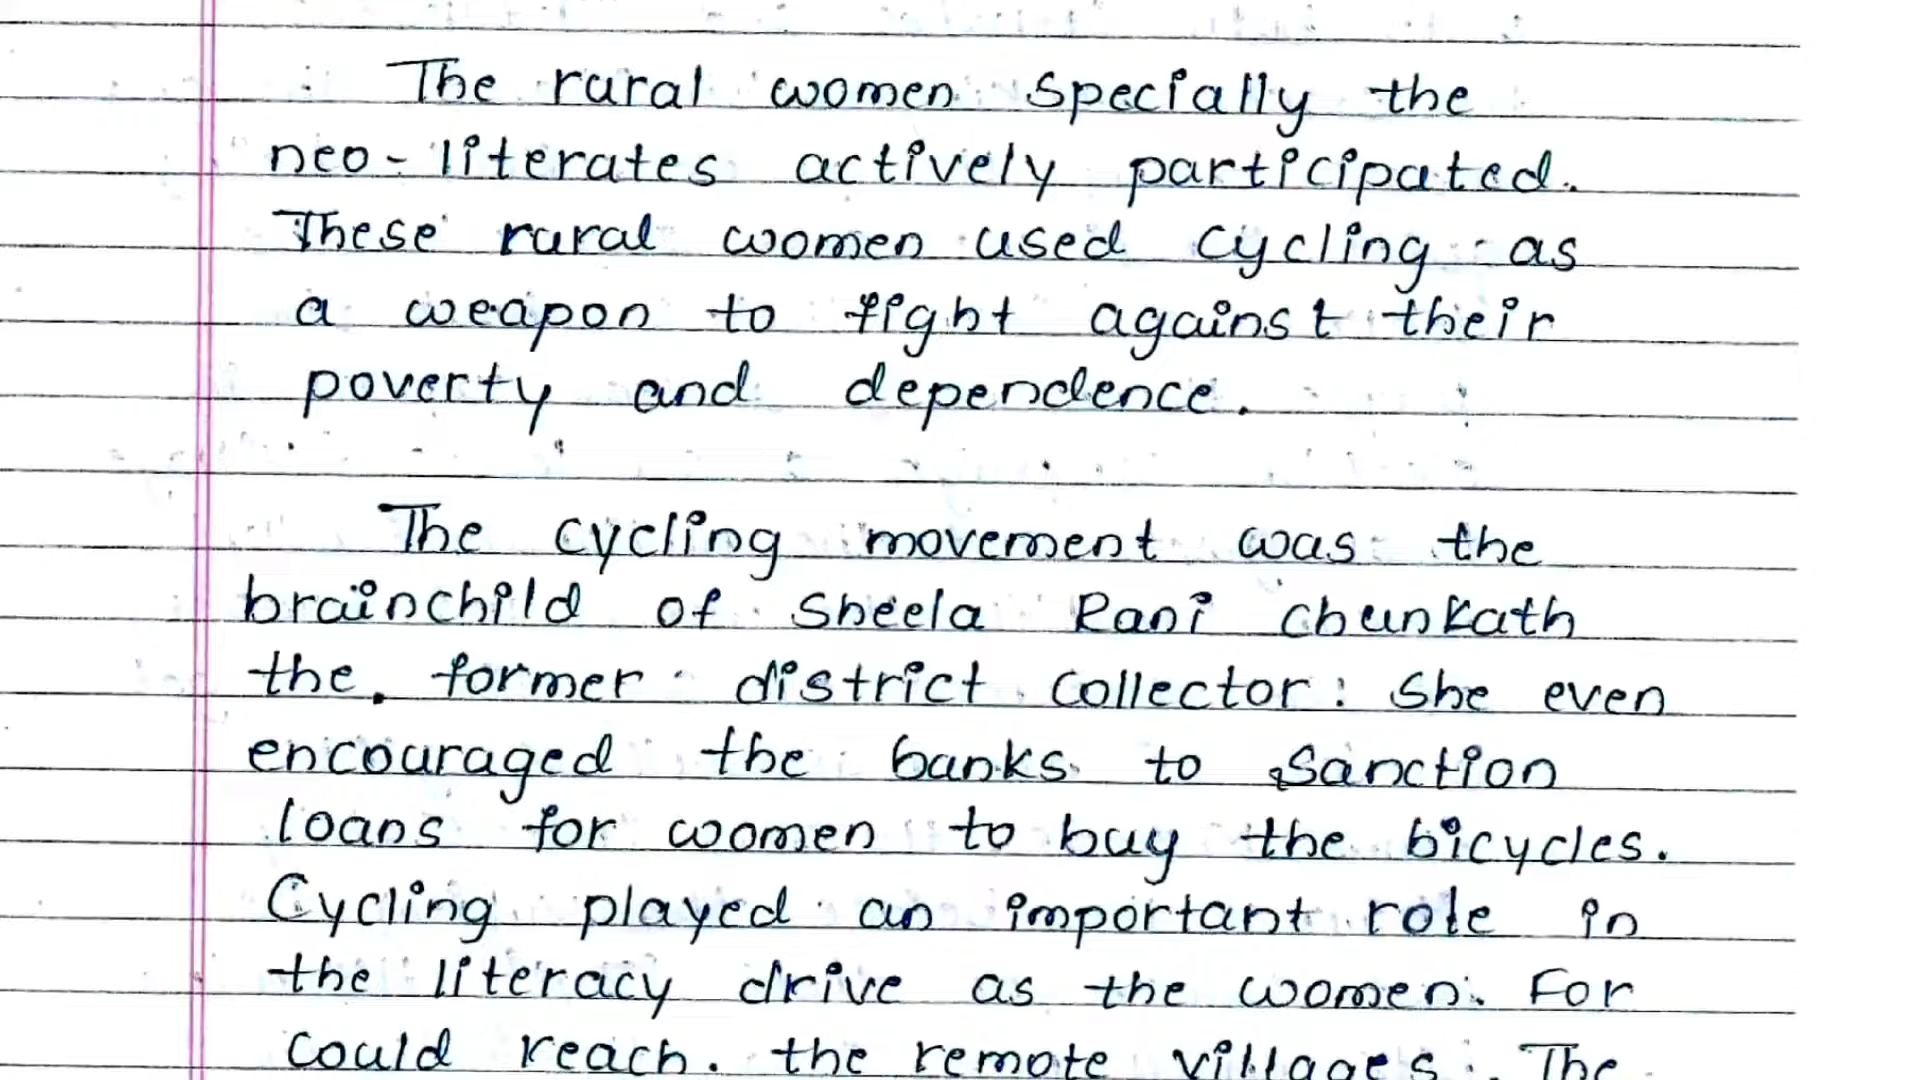 The rural women specially the
neo-literates actively participated.
These rural women used cycling as
a weapon to fight against their
poverty and dependence.
The cycling movement was the
brainchild of Sheela Rani Chunkath
the former district collector. She even
encouraged the banks to sanction
loans for women to buy the bicycles.
Cycling played an important role in
the literacy drive as the women. For
could reach. the remote villages. The